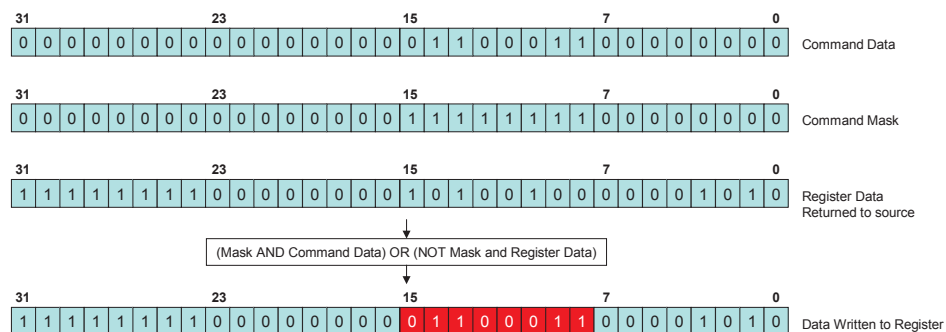 31 23 15 7 0
0 0 0 0 0 0 0 0 0 0 0 0 0 0 0 0 0 1 1 0 0 0 1 1 0 0 0 0 0 0 0 0 Command Data
31 23 15 7 0
0 0 0 0 0 0 0 0 0 0 0 0 0 0 0 0 1 1 1 1 1 1 1 1 0 0 0 0 0 0 0 0 Command Mask
31 23 15 7 0
1 1 1 1 1 1 1 1 0 0 0 0 0 0 0 0 1 0 1 0 0 1 0 0 0 0 0 0 1 0 1 0 Register Data
Returned to source
(Mask AND Command Data) OR (NOT Mask and Register Data)
31 23 15 7 0
1 1 1 1 1 1 1 1 0 0 0 0 0 0 0 0 0 1 1 0 0 0 1 1 0 0 0 0 1 0 1 0 Data Written to Register